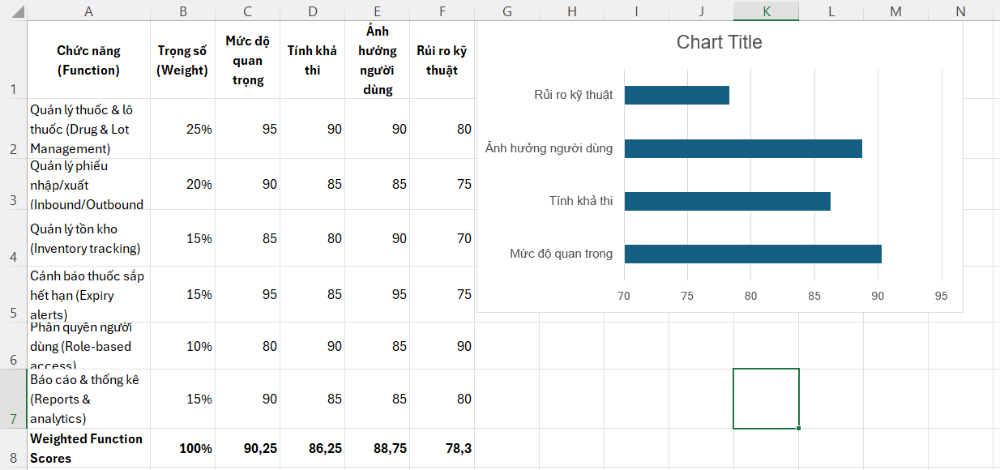 A B C D E F G H I J K L M N
Chart Title
1
Chức năng
(Function)
Trọng số
(Weight)
Mức độ
quan
trọng
Tính khả
thi
Ảnh
hưởng
người
dùng
Rủi ro kỹ
thuật
2
Quản lý thuốc & lô
thuốc (Drug & Lot
Management)
25% 95 90 90 80
3
Quản lý phiếu
nhập/xuất
(Inbound/Outbound
20% 90 85 85 75
4
Quản lý tồn kho
(Inventory tracking)
15% 85 80 90 70
5
Cảnh báo thuốc sắp
hết hạn (Expiry
alerts)
15% 95 85 95 75
6
Phân quyền người
dùng (Role-based
access)
10% 80 90 85 90
7
Báo cáo & thống kê
(Reports &
analytics)
15% 90 85 85 80
8
Weighted Function
Scores
100% 90,25 86,25 88,75 78,3
Rủi ro kỹ thuật
Ảnh hưởng người dùng
Tính khả thi
Mức độ quan trọng
70 75 80 85 90 95